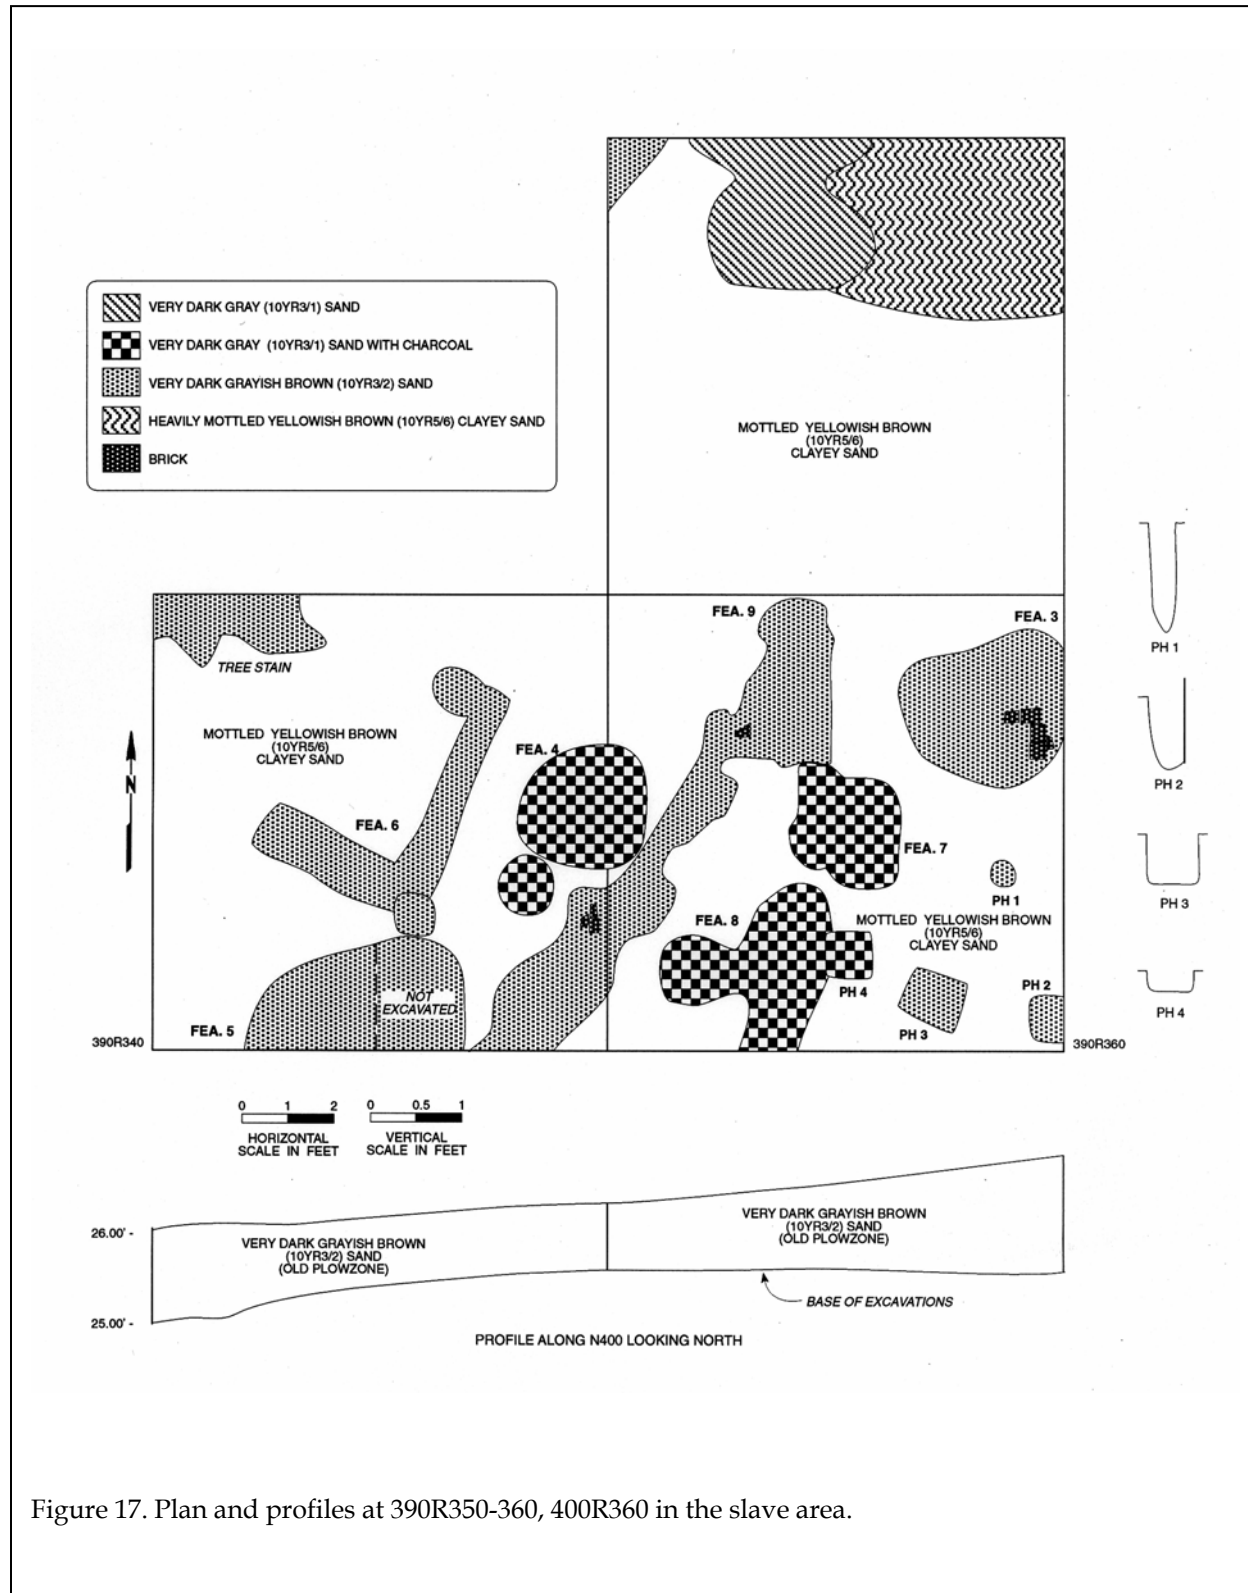 VERY DARK GRAY (10YR3/1) SAND
VERY DARK GRAY (10YR3/1) SAND WITH CHARCOAL
VERY DARK GRAYISH BROWN (10YR3/2) SAND
HEAVILY MOTTLED YELLOWISH BROWN (10YR5/6) CLAYEY SAND
BRICK
MOTTLED YELLOWISH BROWN
(10YR5/6)
CLAYEY SAND
PH 1
PH 2
PH 3
PH 4
FEA. 9
FEA. 3
TREE STAIN
MOTTLED YELLOWISH BROWN
(10YR5/6)
CLAYEY SAND
FEA. 4
N
FEA. 6
FEA. 7
PH 1
FEA. 8
MOTTLED YELLOWISH BROWN
(10YR5/6)
CLAYEY SAND
PH 4
PH 2
NOT
EXCAVATED
FEA. 5
PH 3
390R340
390R360
0 1 2
HORIZONTAL
SCALE IN FEET
0 0.5 1
VERTICAL
SCALE IN FEET
26.00' -
VERY DARK GRAYISH BROWN
(10YR3/2) SAND
(OLD PLOWZONE)
VERY DARK GRAYISH BROWN
(10YR3/2) SAND
(OLD PLOWZONE)
25.00' -
BASE OF EXCAVATIONS
PROFILE ALONG N400 LOOKING NORTH
Figure 17. Plan and profiles at 390R350-360, 400R360 in the slave area.